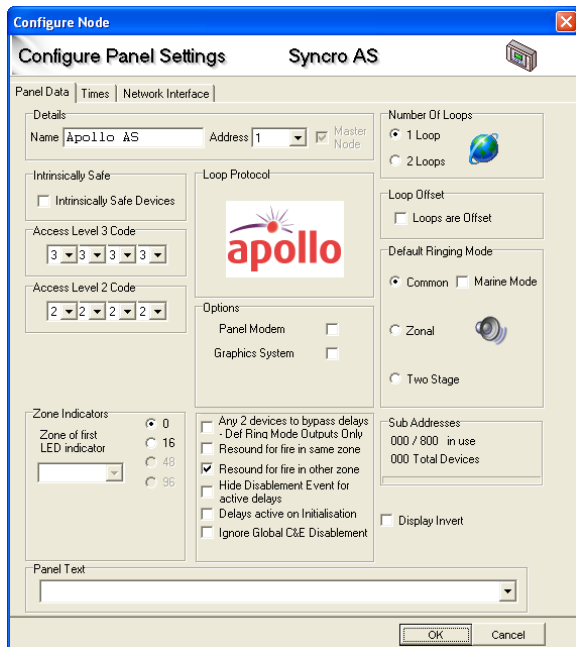 Configure Node
Configure Panel Settings Syncro AS
Panel Data Times Network Interface
Details
Name Apollo AS Address 1 Master Node
Number Of Loops
1 Loop
2 Loops
Intrinsically Safe
Intrinsically Safe Devices
Loop Protocol
apollo
Loop Offset
Loops are Offset
Access Level 3 Code
3 3 3 3
Access Level 2 Code
2 2 2 2
Default Ringing Mode
Common Marine Mode
Zonal
Two Stage
Options
Panel Modem
Graphics System
Zone Indicators
Zone of first
LED indicator
0
16
48
96
Any 2 devices to bypass delays
- Def Ring Mode Outputs Only
Resound for fire in same zone
Resound for fire in other zone
Hide Disablement Event for
active delays
Delays active on Initialisation
Ignore Global C&E Disablement
Sub Addresses
000 / 800 in use
000 Total Devices
Display Invert
Panel Text
OK Cancel